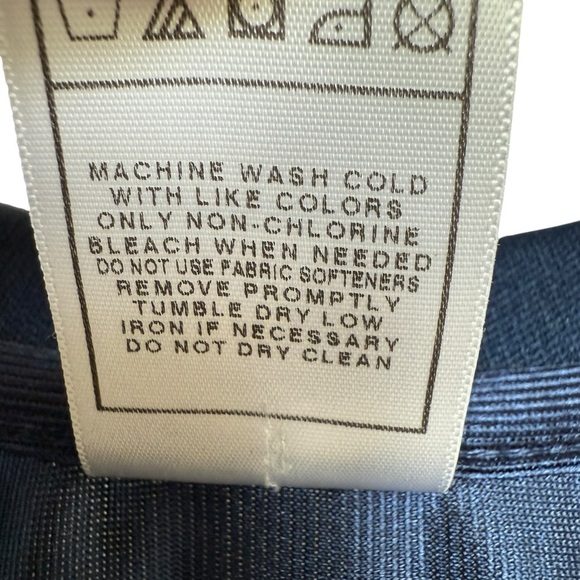 MACHINE WASH COLD
WITH LIKE COLORS
ONLY NON-CHLORINE
BLEACH WHEN NEEDED
DO NOT USE FABRIC SOFTENERS
REMOVE PROMPTLY
TUMBLE DRY LOW
IRON IF NECESSARY
DO NOT DRY CLEAN